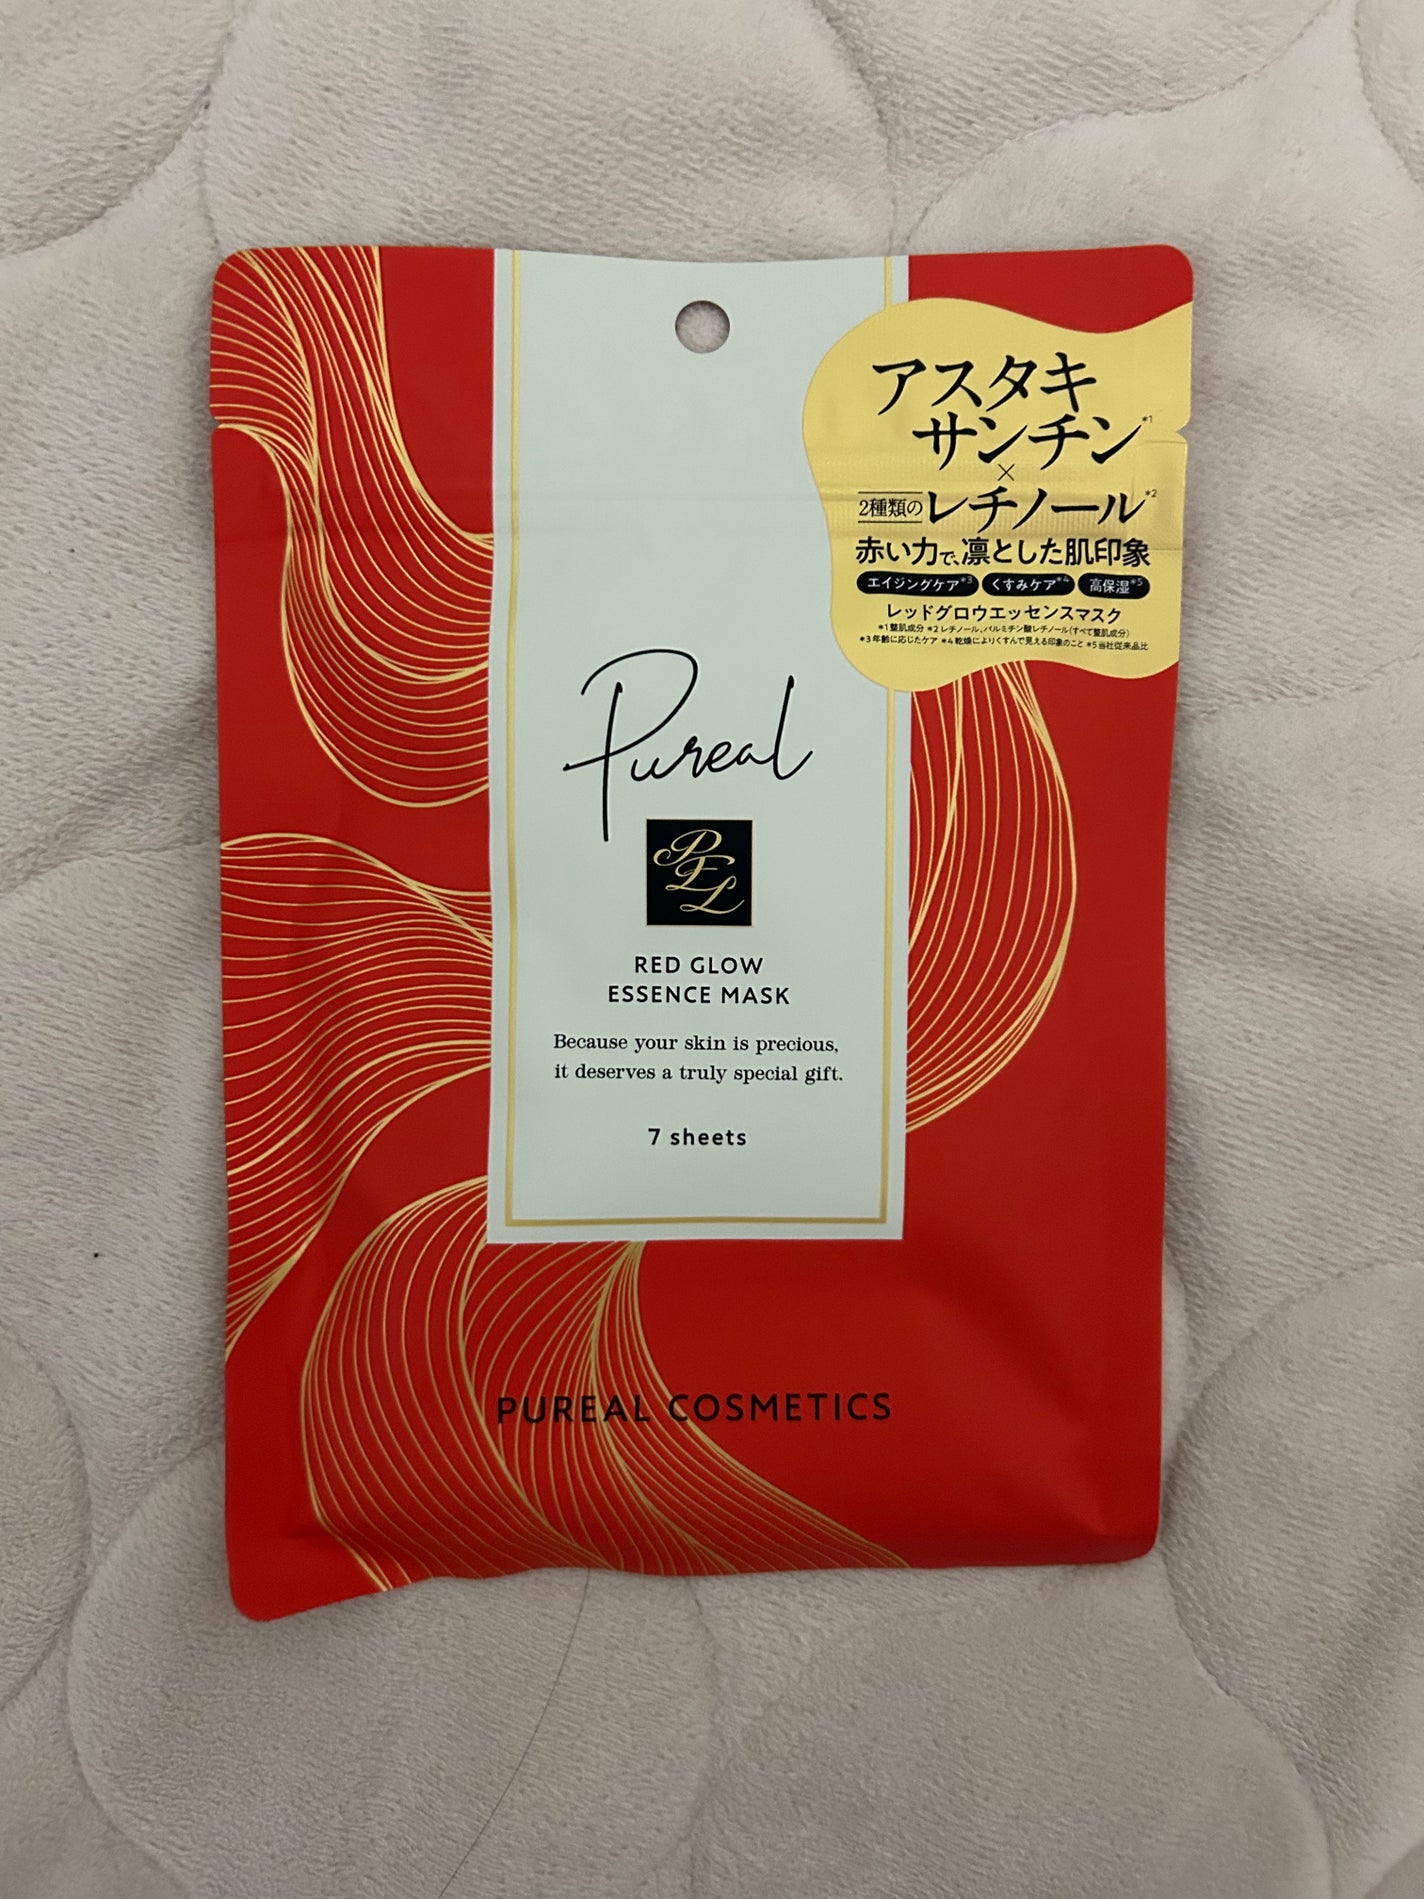 アスタキ
サンチン*1
×
2種類のレチノール*2
赤い力で、凛とした肌印象
エイジングケア*3 くすみケア*4 高保湿*5
レッドグロウエッセンスマスク
*1 整肌成分 *2 レチノール、パルミチン酸レチノール(すべて整肌成分)
*3 年齢に応じたケア *4 乾燥によりくすんで見える印象のこと *5 当社従来品比
Pureal
PEL
RED GLOW
ESSENCE MASK
Because your skin is precious,
it deserves a truly special gift.
7 sheets
PUREAL COSMETICS